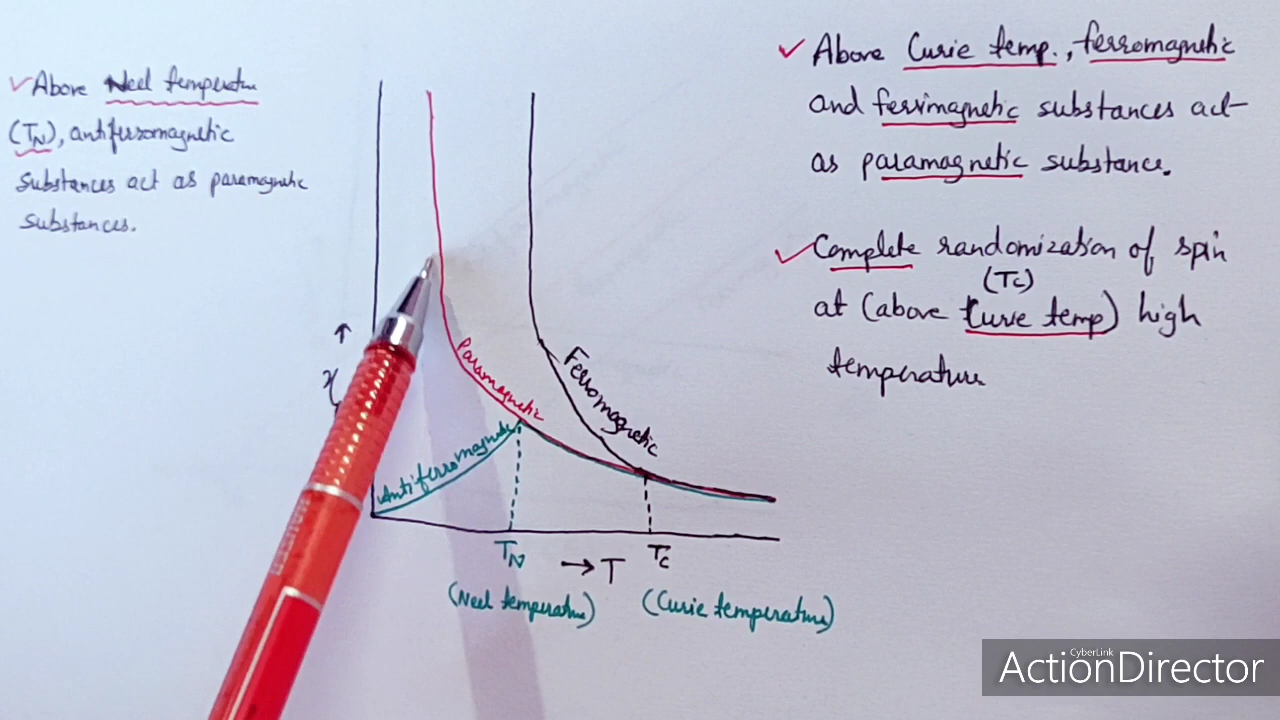 ✓ Above Neel temperature
(TN), antiferromagnetic
Substances act as paramagnetic
substances.
✓ Above Curie temp., ferromagnetic
and ferrimagnetic substances act
as paramagnetic substance.
✓ Complete randomization of spin
(Tc)
at (above Curie temp) high
temperature
↑
χ
Paramagnetic
Ferromagnetic
Antiferromagnetic
TN
→ T
Tc
(Neel temperature)
(Curie temperature)
CyberLink
ActionDirector